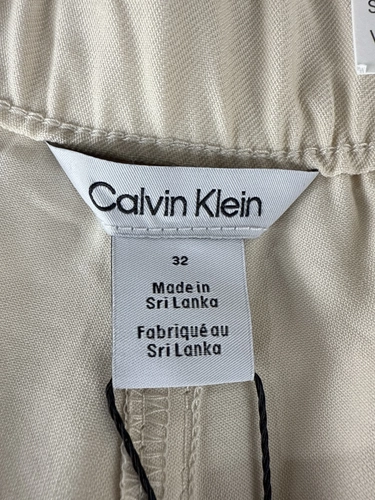 Calvin Klein
32
Made in
Sri Lanka
Fabriqué au
Sri Lanka